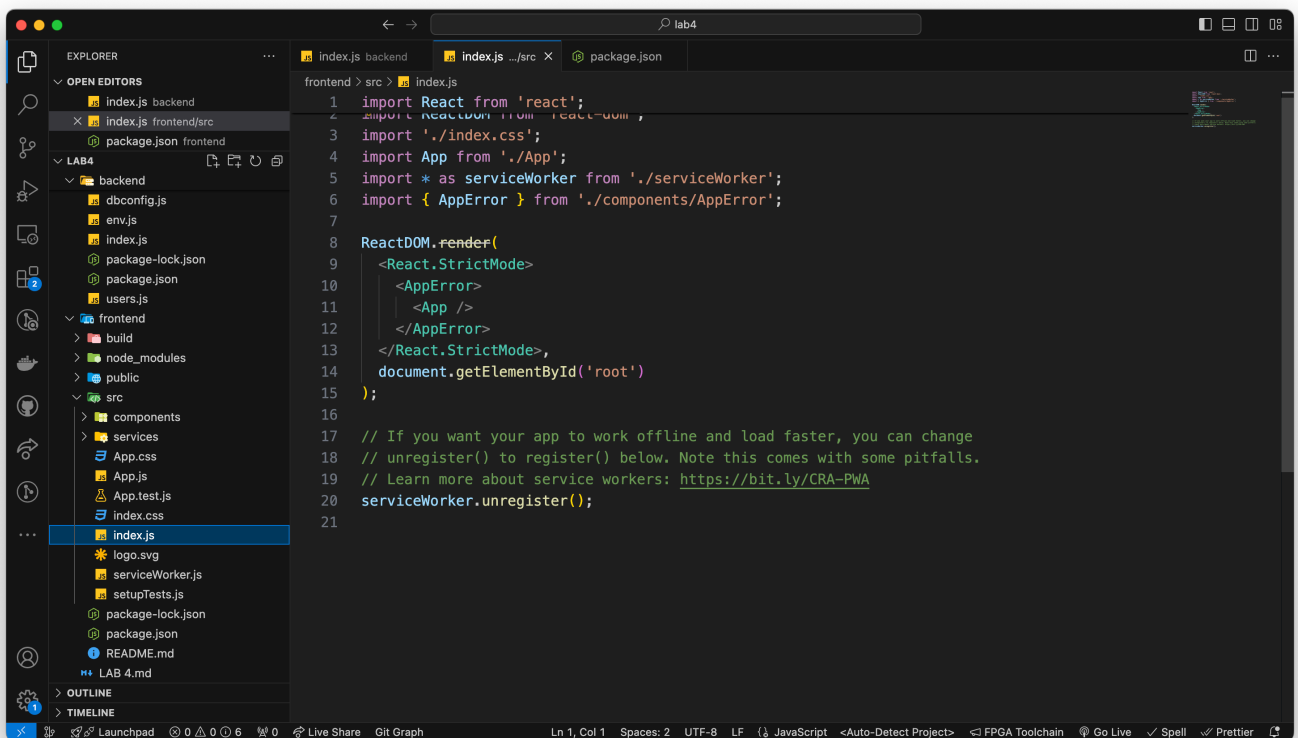 lab4
EXPLORER
OPEN EDITORS
index.js backend
index.js frontend/src
package.json frontend
LAB4
backend
dbconfig.js
env.js
index.js
package-lock.json
package.json
users.js
frontend
build
node_modules
public
src
components
services
App.css
App.js
App.test.js
index.css
index.js
logo.svg
serviceWorker.js
setupTests.js
package-lock.json
package.json
README.md
LAB 4.md
OUTLINE
TIMELINE
index.js backend
index.js .../src
package.json
frontend > src > JS index.js
1 import React from 'react';
2 import ReactDOM from 'react-dom';
3 import './index.css';
4 import App from './App';
5 import * as serviceWorker from './serviceWorker';
6 import { AppError } from './components/AppError';
7
8 ReactDOM.render(
9 <React.StrictMode>
10 <AppError>
11 <App />
12 </AppError>
13 </React.StrictMode>,
14 document.getElementById('root')
15 );
16
17 // If you want your app to work offline and load faster, you can change
18 // unregister() to register() below. Note this comes with some pitfalls.
19 // Learn more about service workers: https://bit.ly/CRA-PWA
20 serviceWorker.unregister();
21
2
1
Launchpad 0 0 6 0 Live Share Git Graph Ln 1, Col 1 Spaces: 2 UTF-8 LF {} JavaScript <Auto-Detect Project> FPGA Toolchain Go Live Spell Prettier